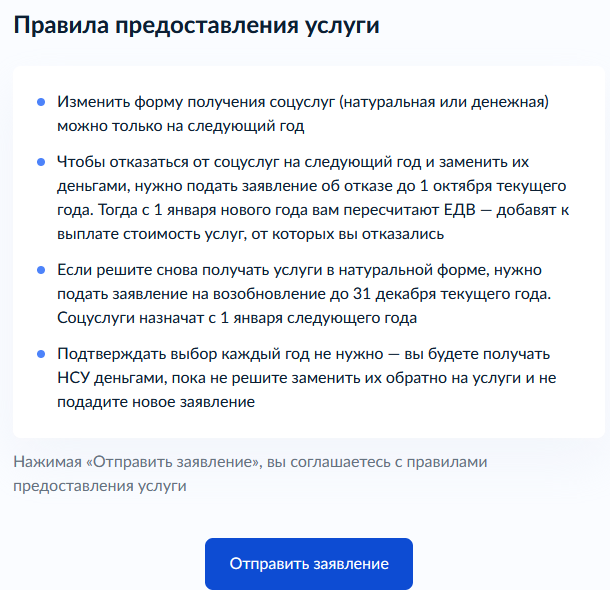 Правила предоставления услуги
Изменить форму получения соцуслуг (натуральная или денежная)
можно только на следующий год
Чтобы отказаться от соцуслуг на следующий год и заменить их
деньгами, нужно подать заявление об отказе до 1 октября текущего
года. Тогда с 1 января нового года вам пересчитают ЕДВ — добавят к
выплате стоимость услуг, от которых вы отказались
Если решите снова получать услуги в натуральной форме, нужно
подать заявление на возобновление до 31 декабря текущего года.
Соцуслуги назначат с 1 января следующего года
Подтверждать выбор каждый год не нужно — вы будете получать
НСУ деньгами, пока не решите заменить их обратно на услуги и не
подадите новое заявление
Нажимая «Отправить заявление», вы соглашаетесь с правилами
предоставления услуги
Отправить заявление